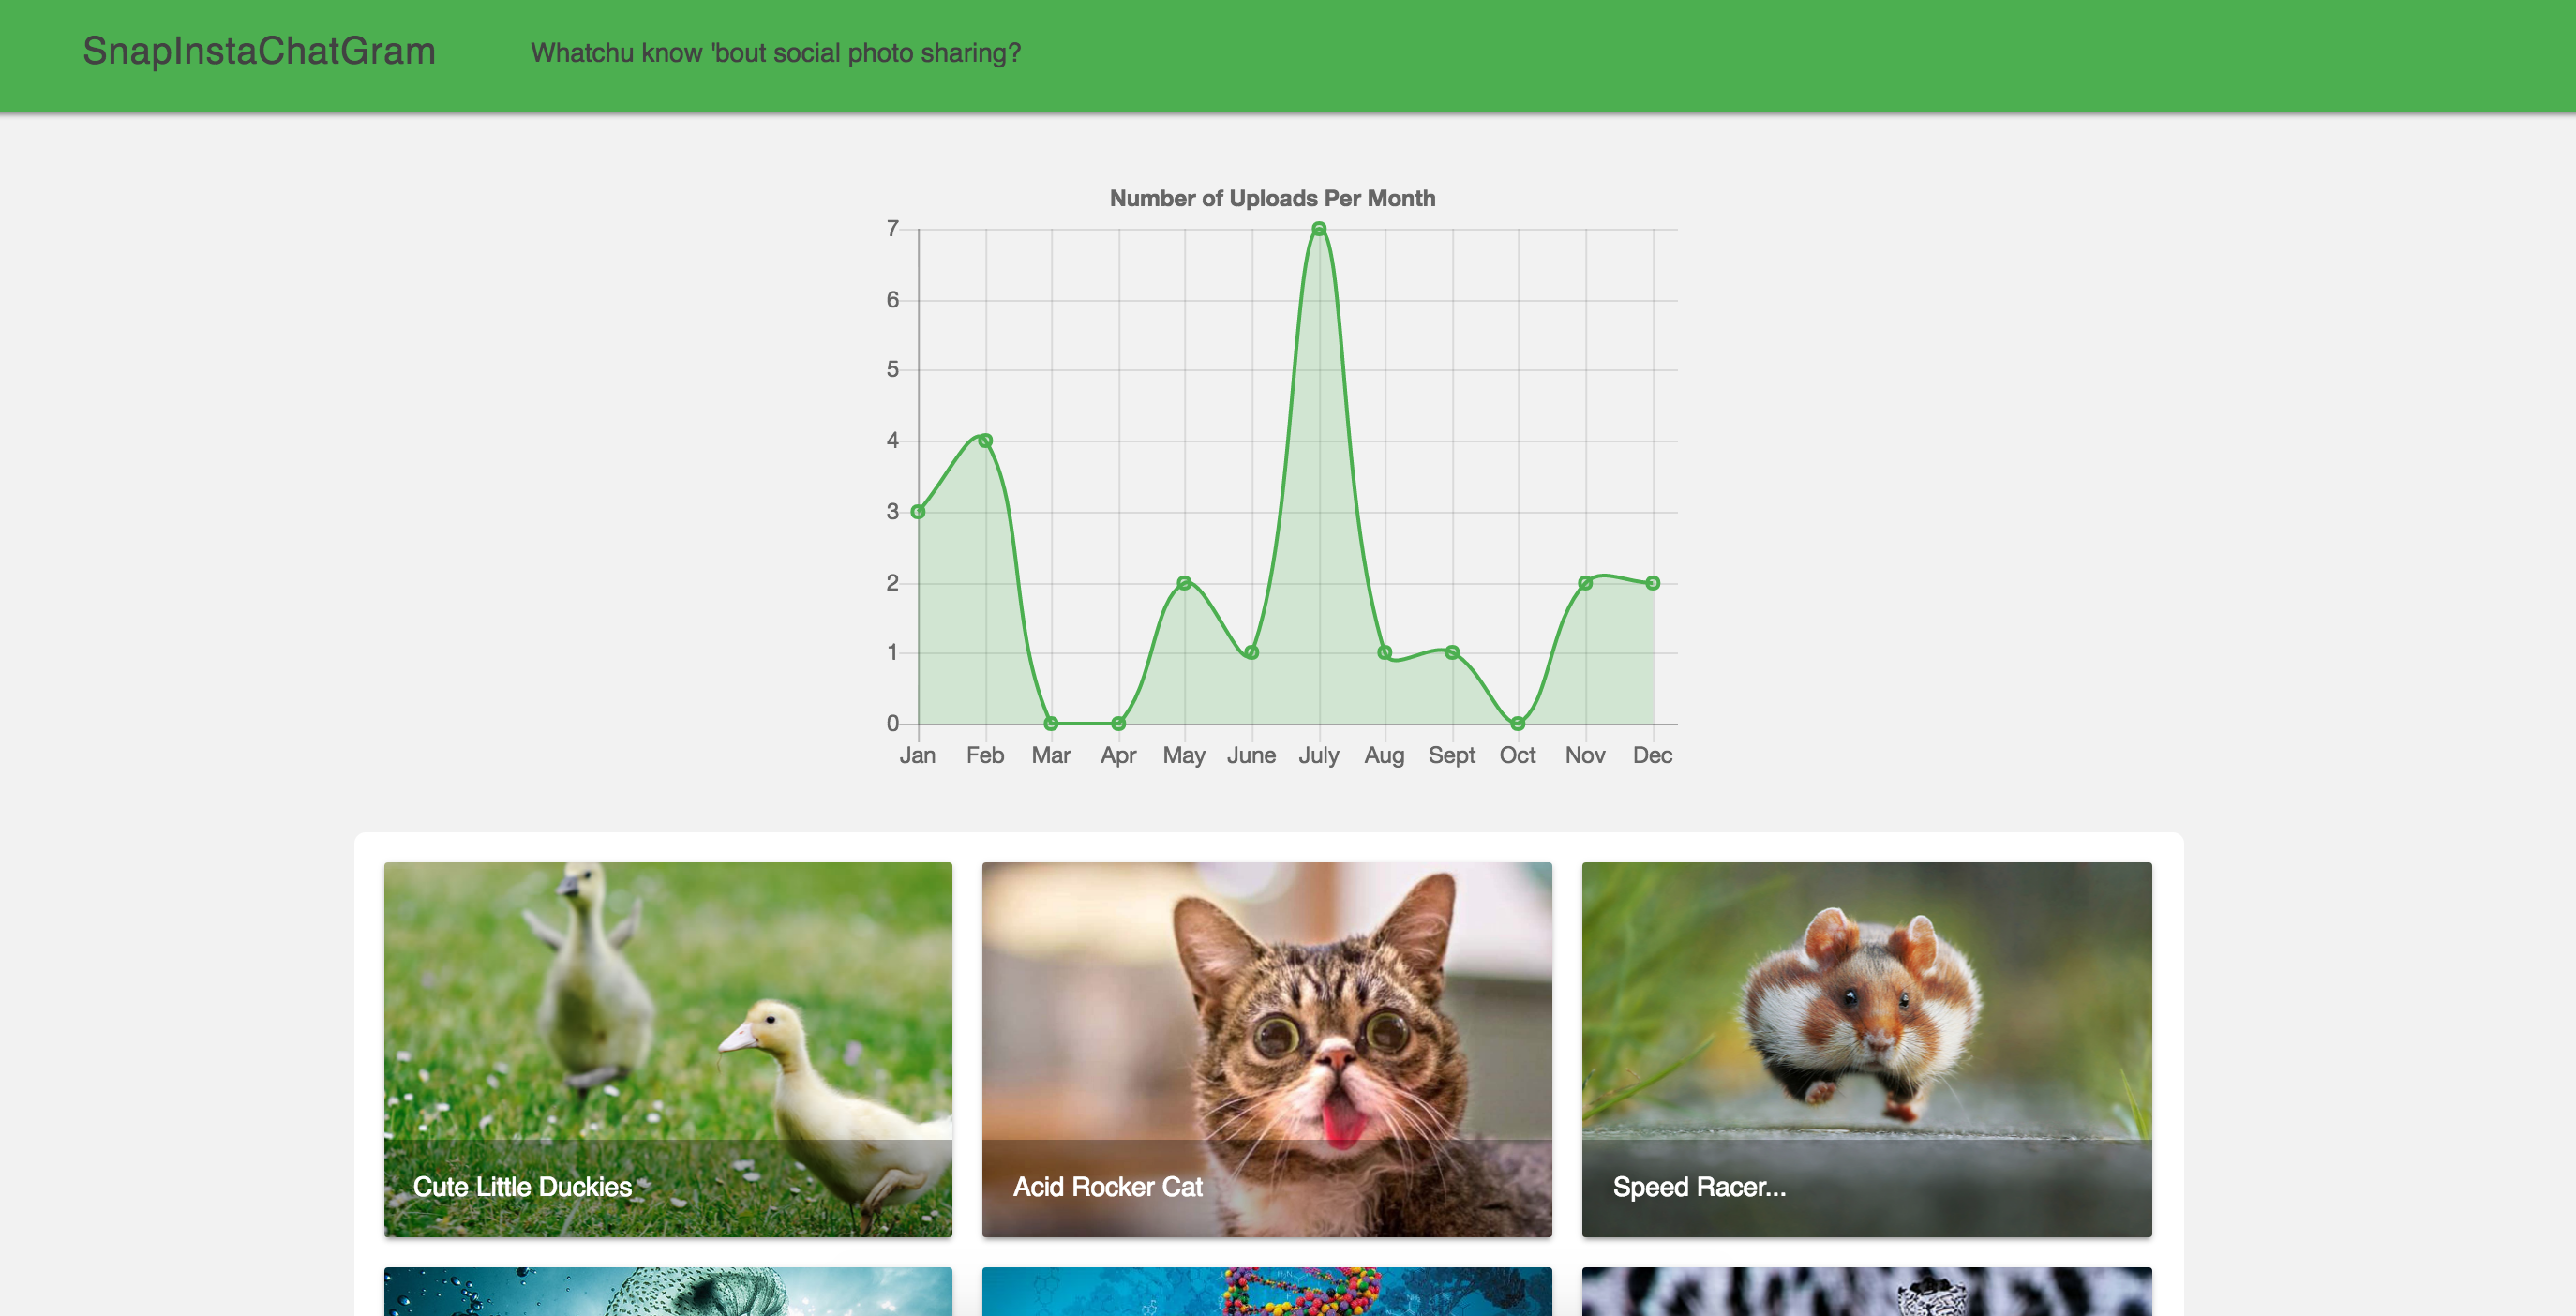 SnapInstaChatGram
Whatchu know 'bout social photo sharing?
Number of Uploads Per Month
7
6
5
4
3
2
1
0
Jan Feb Mar Apr May June July Aug Sept Oct Nov Dec
Cute Little Duckies
Acid Rocker Cat
Speed Racer...